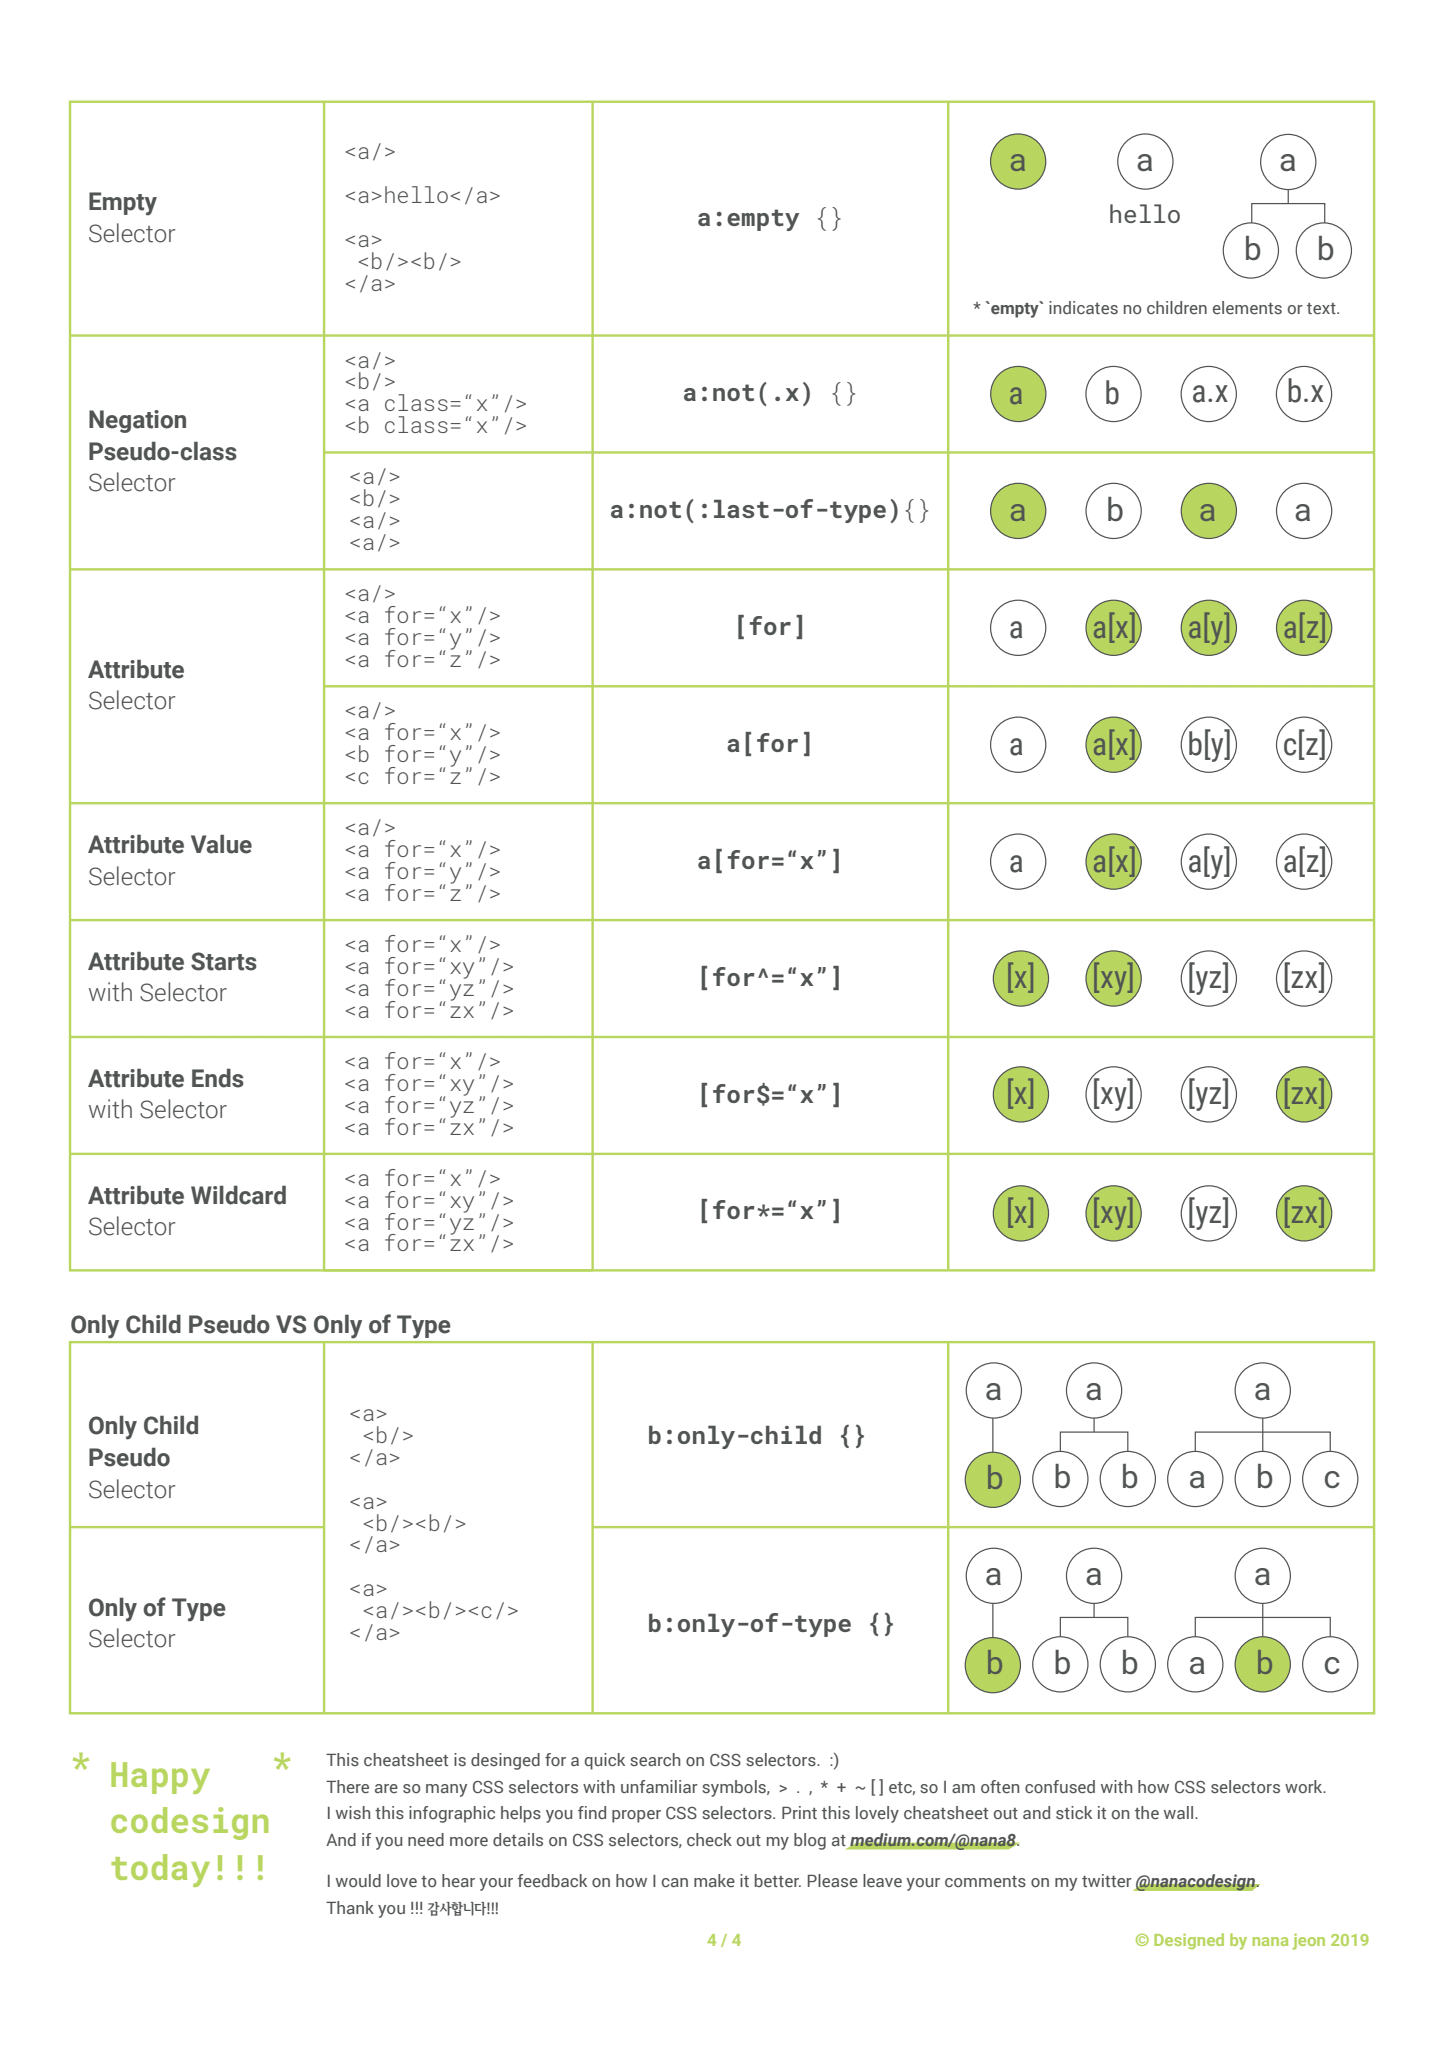 Empty
Selector
<a/>
<a>hello</a>
<a>
<b/><b/>
</a>
a:empty {}
a a a
hello
b b
* `empty` indicates no children elements or text.
Negation
Pseudo-class
Selector
<a/>
<b/>
<a class=“x”/>
<b class=“x”/>
a:not(.x) {}
a b a.x b.x
<a/>
<b/>
<a/>
<a/>
a:not(:last-of-type){}
a b a a
Attribute
Selector
<a/>
<a for=“x”/>
<a for=“y”/>
<a for=“z”/>
[for]
a a[x] a[y] a[z]
<a/>
<a for=“x”/>
<b for=“y”/>
<c for=“z”/>
a[for]
a a[x] b[y] c[z]
Attribute Value
Selector
<a/>
<a for=“x”/>
<a for=“y”/>
<a for=“z”/>
a[for=“x”]
a a[x] a[y] a[z]
Attribute Starts
with Selector
<a for=“x”/>
<a for=“xy”/>
<a for=“yz”/>
<a for=“zx”/>
[for^=“x”]
[x] [xy] [yz] [zx]
Attribute Ends
with Selector
<a for=“x”/>
<a for=“xy”/>
<a for=“yz”/>
<a for=“zx”/>
[for$=“x”]
[x] [xy] [yz] [zx]
Attribute Wildcard
Selector
<a for=“x”/>
<a for=“xy”/>
<a for=“yz”/>
<a for=“zx”/>
[for*=“x”]
[x] [xy] [yz] [zx]
Only Child Pseudo VS Only of Type
Only Child
Pseudo
Selector
<a>
<b/>
</a>
<a>
<b/><b/>
</a>
<a>
<a/><b/><c/>
</a>
b:only-child {}
a a a
b b b a b c
Only of Type
Selector
b:only-of-type {}
a a a
b b b a b c
* Happy *
codesign
today!!!
This cheatsheet is desinged for a quick search on CSS selectors. :)
There are so many CSS selectors with unfamiliar symbols, > . , * + ~ [ ] etc, so I am often confused with how CSS selectors work.
I wish this infographic helps you find proper CSS selectors. Print this lovely cheatsheet out and stick it on the wall.
And if you need more details on CSS selectors, check out my blog at medium.com/@nana8.
I would love to hear your feedback on how I can make it better. Please leave your comments on my twitter @nanacodesign.
Thank you !!! 감사합니다!!!
4 / 4
© Designed by nana jeon 2019